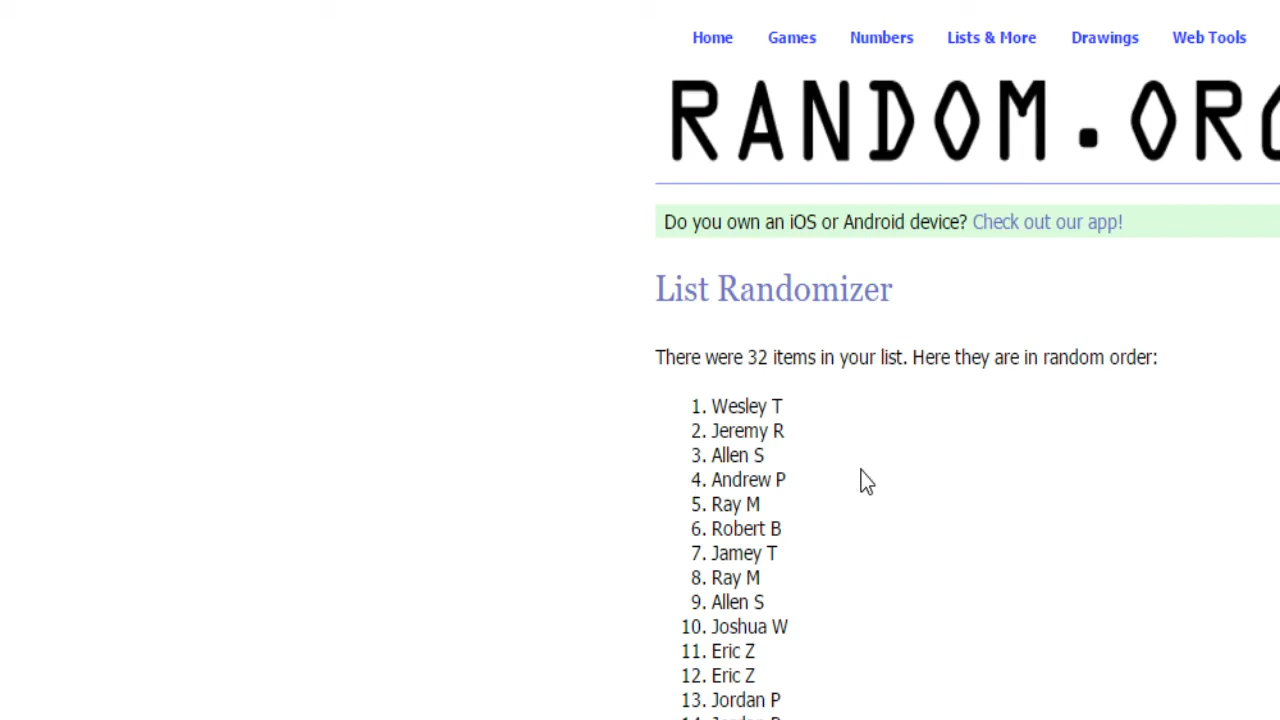 Home Games Numbers Lists & More Drawings Web Tools
RANDOM.ORG
Do you own an iOS or Android device? Check out our app!
List Randomizer
There were 32 items in your list. Here they are in random order:
1. Wesley T
2. Jeremy R
3. Allen S
4. Andrew P
5. Ray M
6. Robert B
7. Jamey T
8. Ray M
9. Allen S
10. Joshua W
11. Eric Z
12. Eric Z
13. Jordan P